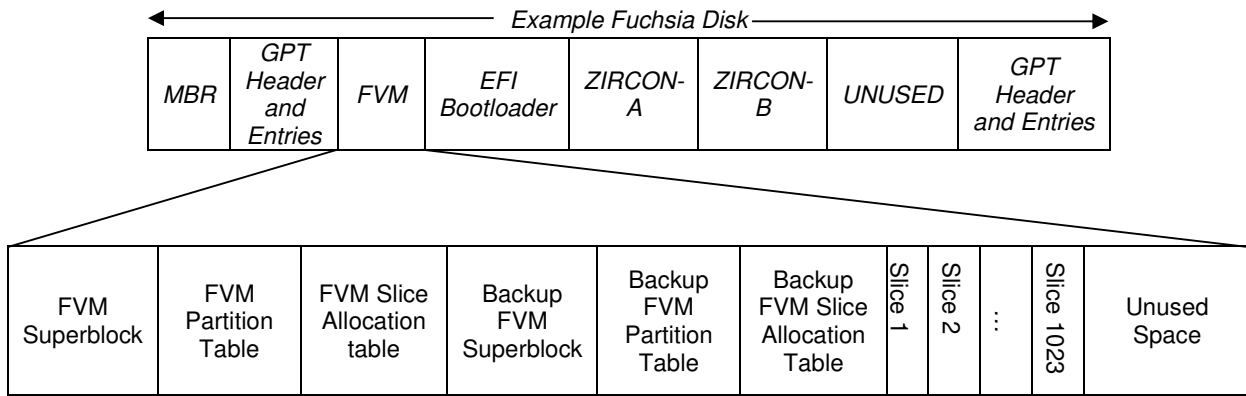 Example Fuchsia Disk
MBR
GPT
Header
and
Entries
FVM
EFI
Bootloader
ZIRCON-
A
ZIRCON-
B
UNUSED
GPT
Header
and Entries
FVM
Superblock
FVM
Partition
Table
FVM Slice
Allocation
table
Backup
FVM
Superblock
Backup
FVM
Partition
Table
Backup
FVM Slice
Allocation
Table
Slice 1
Slice 2
...
Slice 1023
Unused
Space